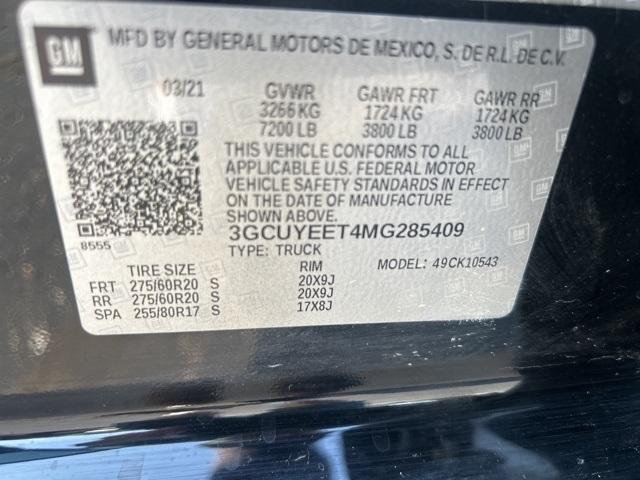 GM MFD BY GENERAL MOTORS DE MEXICO, S. DE R.L. DE C.V.
03/21 GVWR GAWR FRT GAWR RR
3266 KG 1724 KG 1724 KG
7200 LB 3800 LB 3800 LB
THIS VEHICLE CONFORMS TO ALL
APPLICABLE U.S. FEDERAL MOTOR
VEHICLE SAFETY STANDARDS IN EFFECT
ON THE DATE OF MANUFACTURE
SHOWN ABOVE.
8555
3GCUYEET4MG285409
TYPE: TRUCK
TIRE SIZE RIM MODEL: 49CK10543
FRT 275/60R20 S 20X9J
RR 275/60R20 S 20X9J
SPA 255/80R17 S 17X8J